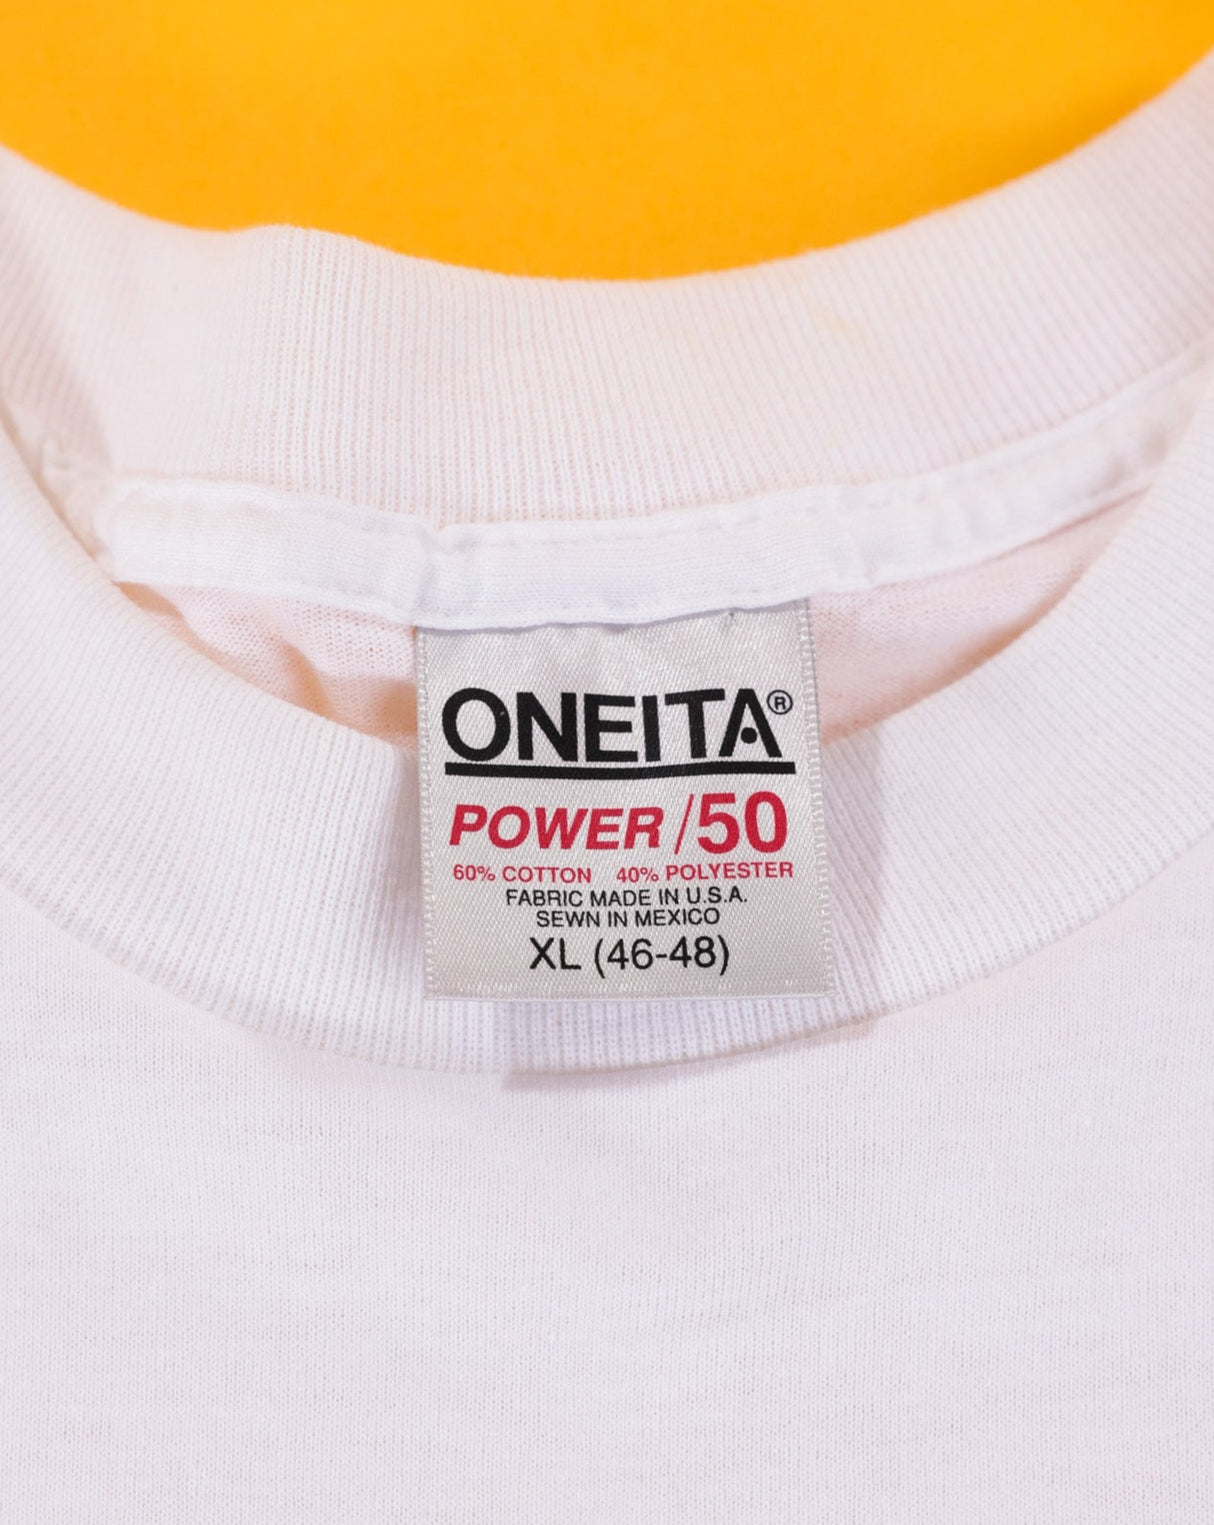 ONEITA®
POWER/50
60% COTTON 40% POLYESTER
FABRIC MADE IN U.S.A.
SEWN IN MEXICO
XL (46-48)